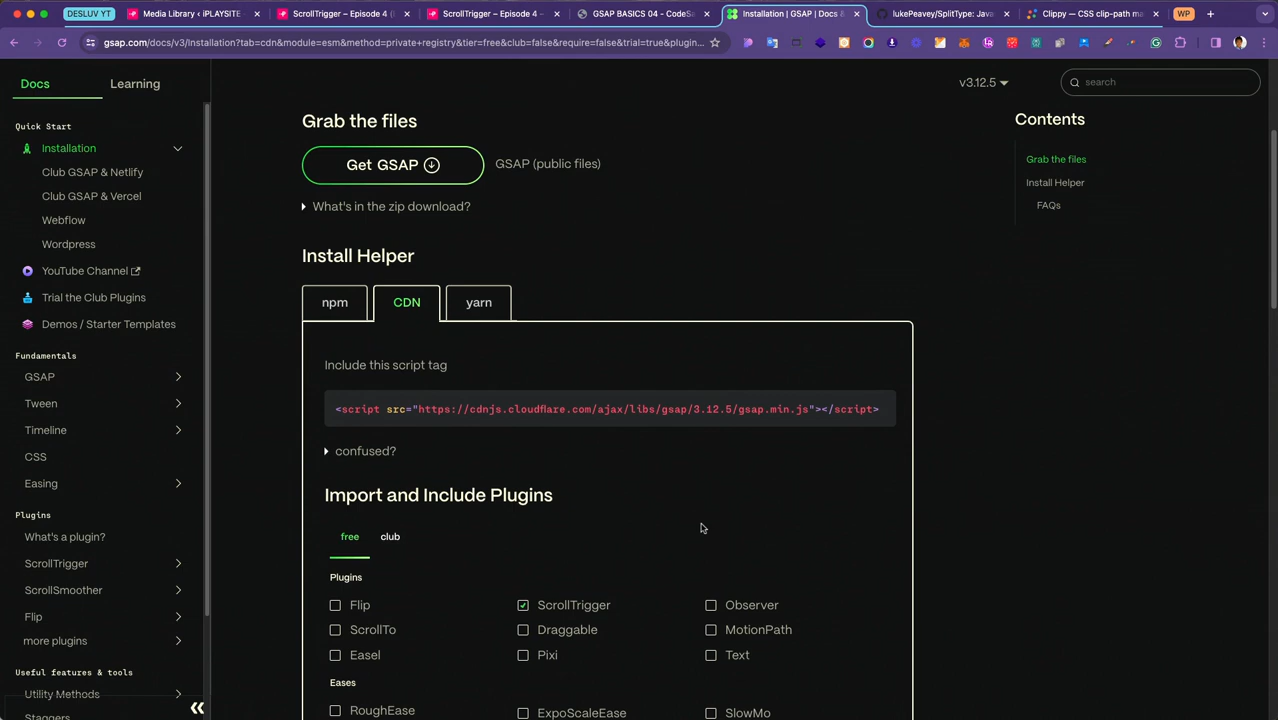 DESLUV YT
Media Library ‹ iPLAYSITE
ScrollTrigger – Episode 4 (
ScrollTrigger – Episode 4 –
GSAP BASICS 04 - CodeSa
Installation | GSAP | Docs &
lukePeavey/SplitType: Java
Clippy — CSS clip-path ma
WP
gsap.com/docs/v3/Installation?tab=cdn&module=esm&method=private+registry&tier=free&club=false&require=false&trial=true&plugin...
Docs
Learning
v3.12.5
search
Quick Start
Installation
Club GSAP & Netlify
Club GSAP & Vercel
Webflow
Wordpress
YouTube Channel
Trial the Club Plugins
Demos / Starter Templates
Fundamentals
GSAP
Tween
Timeline
CSS
Easing
Plugins
What's a plugin?
ScrollTrigger
ScrollSmoother
Flip
more plugins
Useful features & tools
Utility Methods
Staggers
Grab the files
Get GSAP
GSAP (public files)
What's in the zip download?
Install Helper
npm
CDN
yarn
Include this script tag
<script src="https://cdnjs.cloudflare.com/ajax/libs/gsap/3.12.5/gsap.min.js"></script>
confused?
Import and Include Plugins
free
club
Plugins
Flip
ScrollTrigger
Observer
ScrollTo
Draggable
MotionPath
Easel
Pixi
Text
Eases
RoughEase
ExpoScaleEase
SlowMo
Contents
Grab the files
Install Helper
FAQs